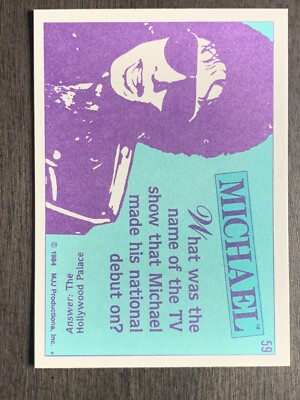 59
MICHAEL™
What was the
name of the TV
show that Michael
made his national
debut on?
Answer: The
Hollywood Palace
© 1984 MJJ Productions, Inc. *